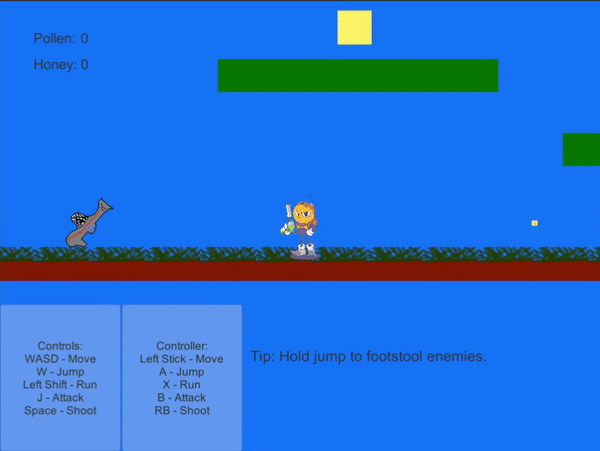 Pollen: 0
Honey: 0
Controls:
WASD - Move
W - Jump
Left Shift - Run
J - Attack
Space - Shoot
Controller:
Left Stick - Move
A - Jump
X - Run
B - Attack
RB - Shoot
Tip: Hold jump to footstool enemies.